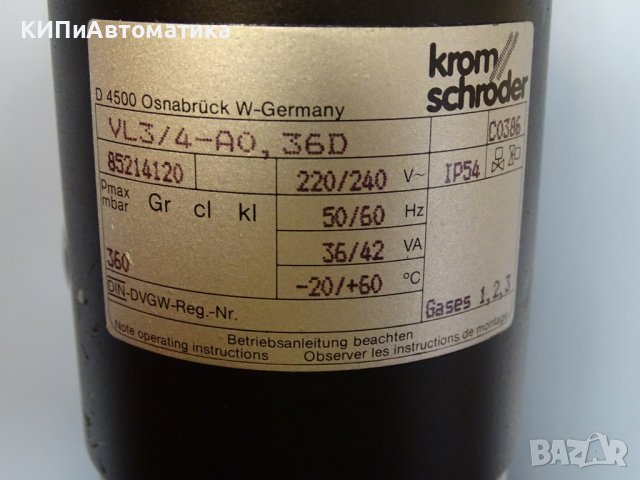 КИПиАвтоматика
krom
schröder
D 4500 Osnabrück W-Germany
VL3/4-A0,36D
C0386
85214120
220/240 V~
IP54
Pmax
mbar
Gr cl kl
50/60 Hz
36/42 VA
360
-20/+60 °C
DIN-DVGW-Reg.-Nr.
Gases 1,2,3
Betriebsanleitung beachten
Note operating instructions
Observer les instructions de montage
BAZAR